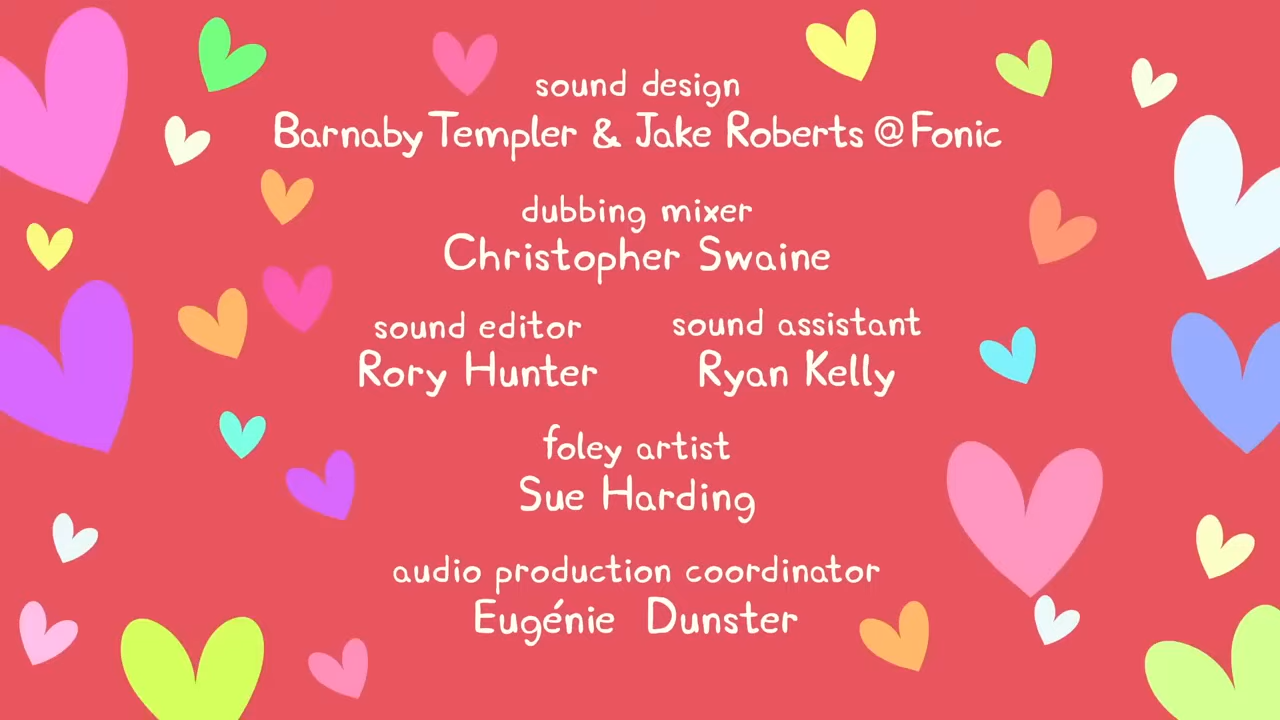 sound design
Barnaby Templer & Jake Roberts @ Fonic
dubbing mixer
Christopher Swaine
sound editor
Rory Hunter
sound assistant
Ryan Kelly
foley artist
Sue Harding
audio production coordinator
Eugénie Dunster